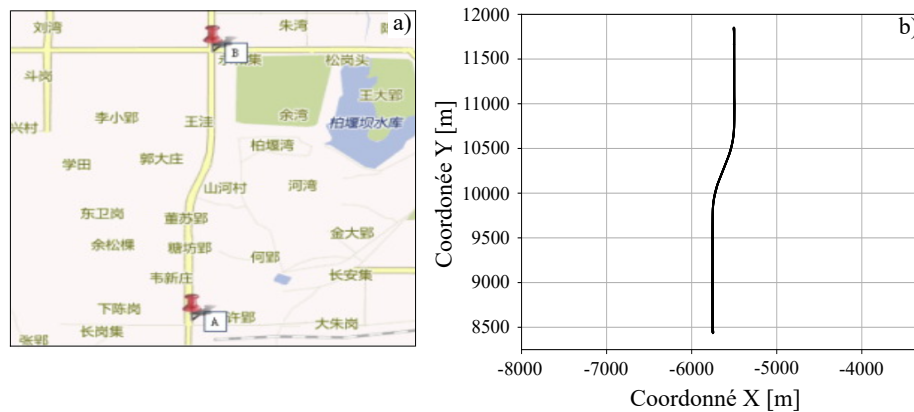 刘湾
朱湾
a)
B
斗岗
松岗头
王大郢
兴村
李小郢
王洼
余湾
柏堰坝水库
学田
郭大庄
柏堰湾
山河村
河湾
东卫岗
董苏郢
余松棵
糖坊郢
何郢
金大郢
韦新庄
长安集
下陈岗
A
许郢
大朱岗
长岗集
张郢
b)
Coordonée Y [m]
12000
11500
11000
10500
10000
9500
9000
8500
-8000
-7000
-6000
-5000
-4000
Coordonné X [m]